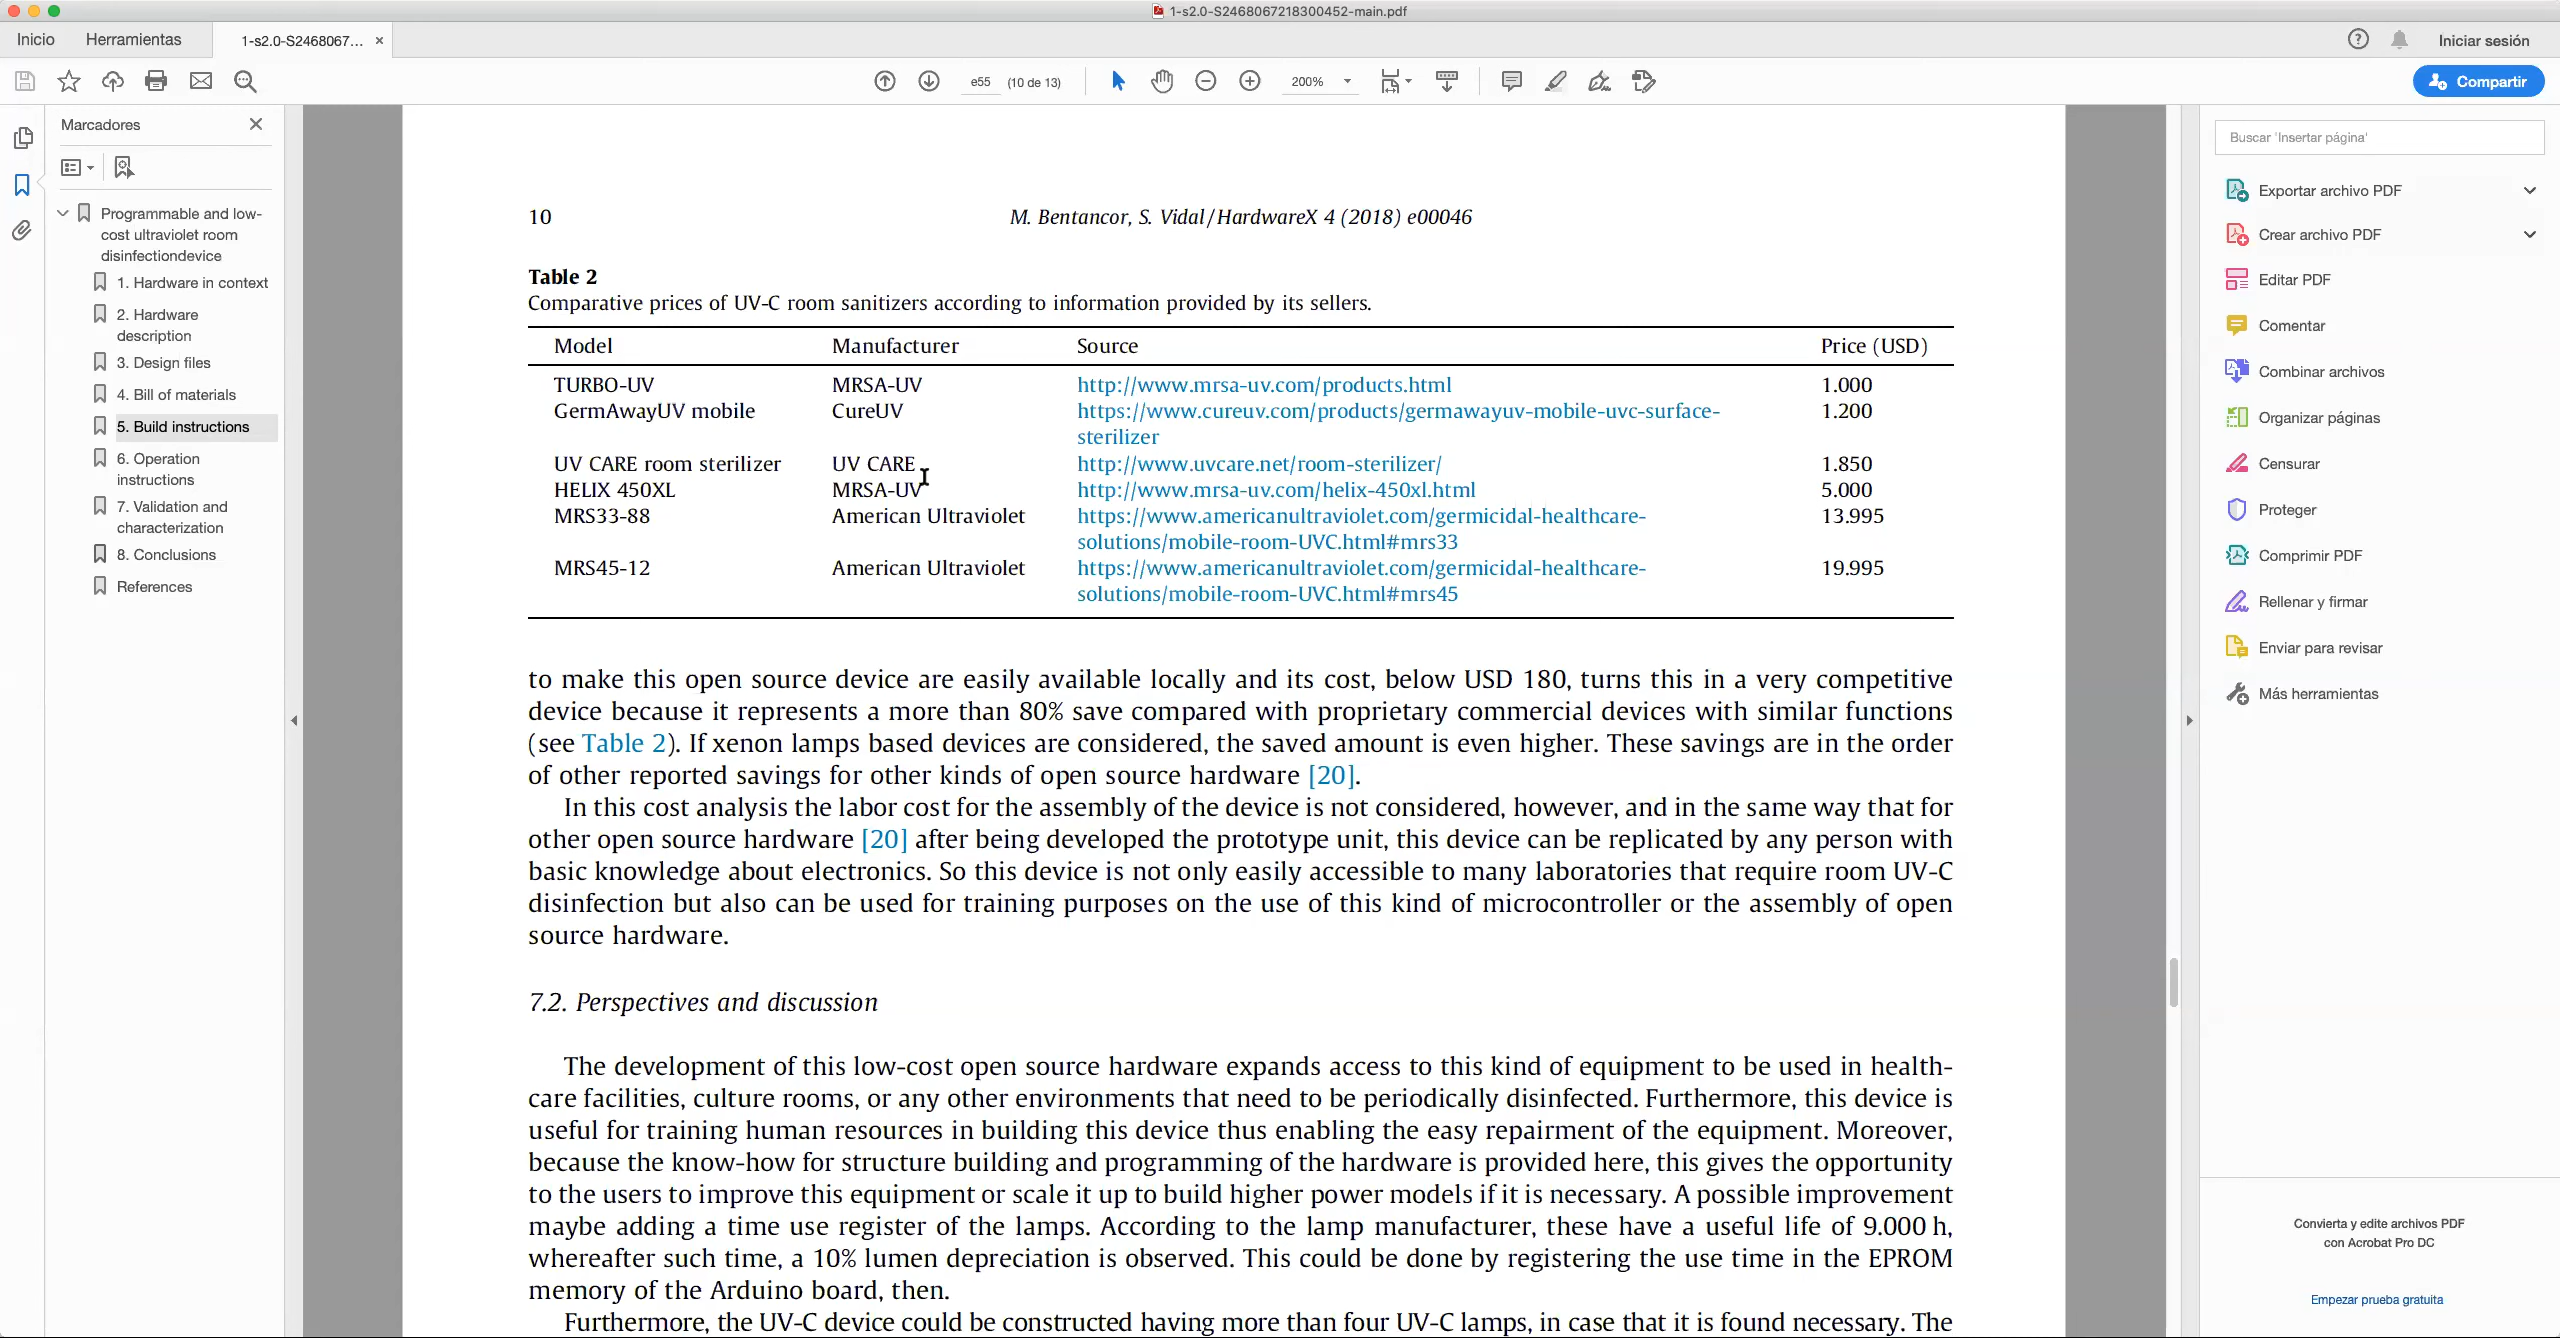 1-s2.0-S2468067218300452-main.pdf
Inicio
Herramientas
1-s2.0-S2468067...
Iniciar sesión
e55
(10 de 13)
200%
Compartir
Marcadores
Programmable and low-
cost ultraviolet room
disinfectiondevice
1. Hardware in context
2. Hardware
description
3. Design files
4. Bill of materials
5. Build instructions
6. Operation
instructions
7. Validation and
characterization
8. Conclusions
References
10
M. Bentancor, S. Vidal / HardwareX 4 (2018) e00046
Table 2
Comparative prices of UV-C room sanitizers according to information provided by its sellers.
Model Manufacturer Source Price (USD)
TURBO-UV MRSA-UV http://www.mrsa-uv.com/products.html 1.000
GermAwayUV mobile CureUV https://www.cureuv.com/products/germawayuv-mobile-uvc-surface- 1.200
sterilizer
UV CARE room sterilizer UV CARE http://www.uvcare.net/room-sterilizer/ 1.850
HELIX 450XL MRSA-UV http://www.mrsa-uv.com/helix-450xl.html 5.000
MRS33-88 American Ultraviolet https://www.americanultraviolet.com/germicidal-healthcare- 13.995
solutions/mobile-room-UVC.html#mrs33
MRS45-12 American Ultraviolet https://www.americanultraviolet.com/germicidal-healthcare- 19.995
solutions/mobile-room-UVC.html#mrs45
to make this open source device are easily available locally and its cost, below USD 180, turns this in a very competitive
device because it represents a more than 80% save compared with proprietary commercial devices with similar functions
(see Table 2). If xenon lamps based devices are considered, the saved amount is even higher. These savings are in the order
of other reported savings for other kinds of open source hardware [20].
In this cost analysis the labor cost for the assembly of the device is not considered, however, and in the same way that for
other open source hardware [20] after being developed the prototype unit, this device can be replicated by any person with
basic knowledge about electronics. So this device is not only easily accessible to many laboratories that require room UV-C
disinfection but also can be used for training purposes on the use of this kind of microcontroller or the assembly of open
source hardware.
7.2. Perspectives and discussion
The development of this low-cost open source hardware expands access to this kind of equipment to be used in health-
care facilities, culture rooms, or any other environments that need to be periodically disinfected. Furthermore, this device is
useful for training human resources in building this device thus enabling the easy repairment of the equipment. Moreover,
because the know-how for structure building and programming of the hardware is provided here, this gives the opportunity
to the users to improve this equipment or scale it up to build higher power models if it is necessary. A possible improvement
maybe adding a time use register of the lamps. According to the lamp manufacturer, these have a useful life of 9.000 h,
whereafter such time, a 10% lumen depreciation is observed. This could be done by registering the use time in the EPROM
memory of the Arduino board, then.
Furthermore, the UV-C device could be constructed having more than four UV-C lamps, in case that it is found necessary. The
Buscar 'Insertar página'
Exportar archivo PDF
Crear archivo PDF
Editar PDF
Comentar
Combinar archivos
Organizar páginas
Censurar
Proteger
Comprimir PDF
Rellenar y firmar
Enviar para revisar
Más herramientas
Convierta y edite archivos PDF
con Acrobat Pro DC
Empezar prueba gratuita